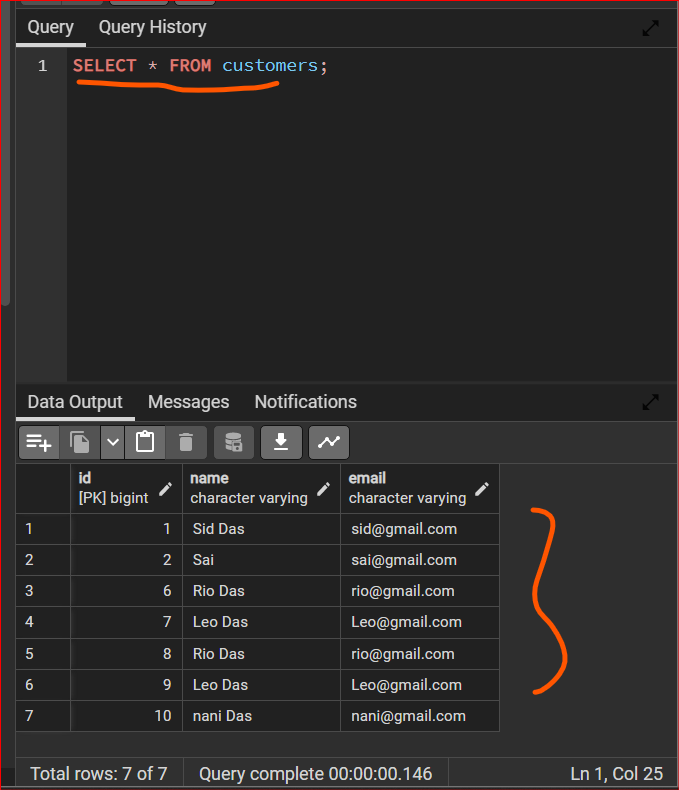 Query Query History
1 SELECT * FROM customers;
Data Output Messages Notifications
id name email
[PK] bigint character varying character varying
1 1 Sid Das sid@gmail.com
2 2 Sai sai@gmail.com
3 6 Rio Das rio@gmail.com
4 7 Leo Das Leo@gmail.com
5 8 Rio Das rio@gmail.com
6 9 Leo Das Leo@gmail.com
7 10 nani Das nani@gmail.com
Total rows: 7 of 7 Query complete 00:00:00.146 Ln 1, Col 25